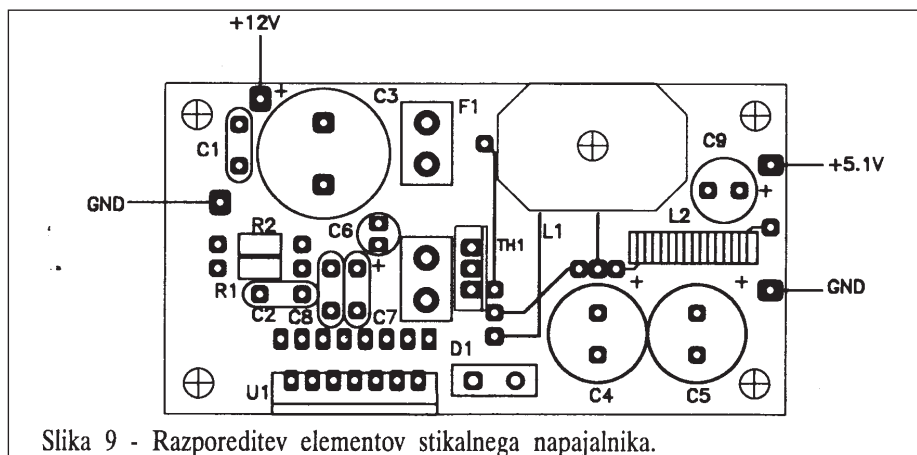 +12V
+
C3
F1
C1
C9
+5.1V
+
GND
R2
C6
TH1
L1
L2
+
+
+
GND
R1
C2
C8
C7
D1
U1
C4
C5
Slika 9 - Razporeditev elementov stikalnega napajalnika.